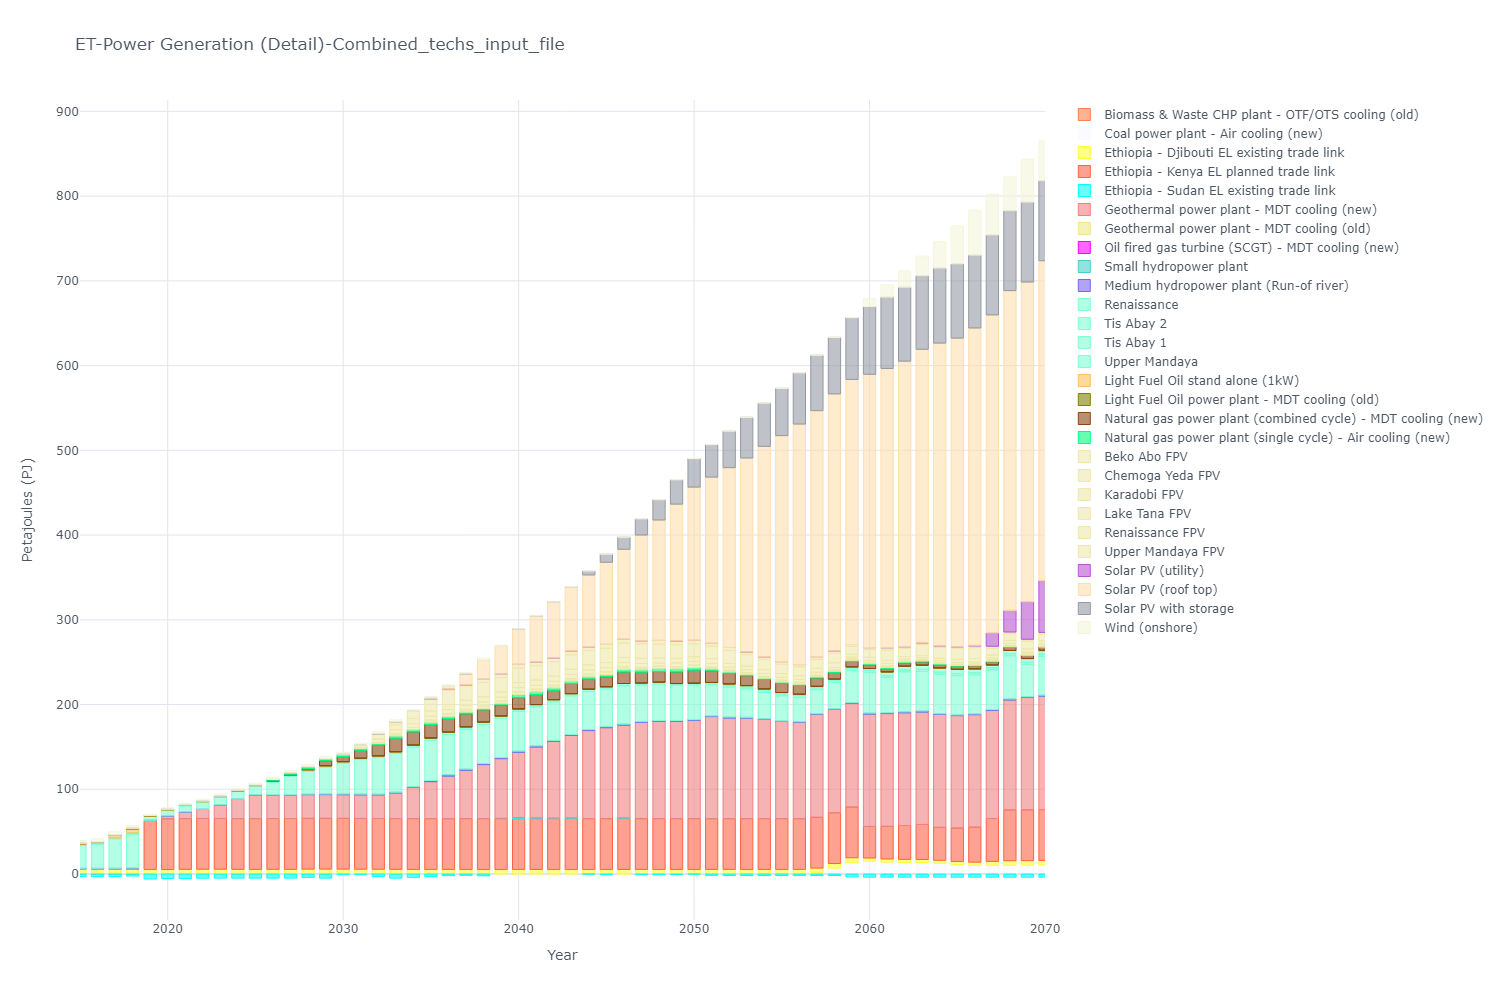 ET-Power Generation (Detail)-Combined_techs_input_file
900
800
700
600
500
400
300
200
100
0
Petajoules (PJ)
2020
2030
2040
2050
2060
2070
Year
Biomass & Waste CHP plant - OTF/OTS cooling (old)
Coal power plant - Air cooling (new)
Ethiopia - Djibouti EL existing trade link
Ethiopia - Kenya EL planned trade link
Ethiopia - Sudan EL existing trade link
Geothermal power plant - MDT cooling (new)
Geothermal power plant - MDT cooling (old)
Oil fired gas turbine (SCGT) - MDT cooling (new)
Small hydropower plant
Medium hydropower plant (Run-of river)
Renaissance
Tis Abay 2
Tis Abay 1
Upper Mandaya
Light Fuel Oil stand alone (1kW)
Light Fuel Oil power plant - MDT cooling (old)
Natural gas power plant (combined cycle) - MDT cooling (new)
Natural gas power plant (single cycle) - Air cooling (new)
Beko Abo FPV
Chemoga Yeda FPV
Karadobi FPV
Lake Tana FPV
Renaissance FPV
Upper Mandaya FPV
Solar PV (utility)
Solar PV (roof top)
Solar PV with storage
Wind (onshore)